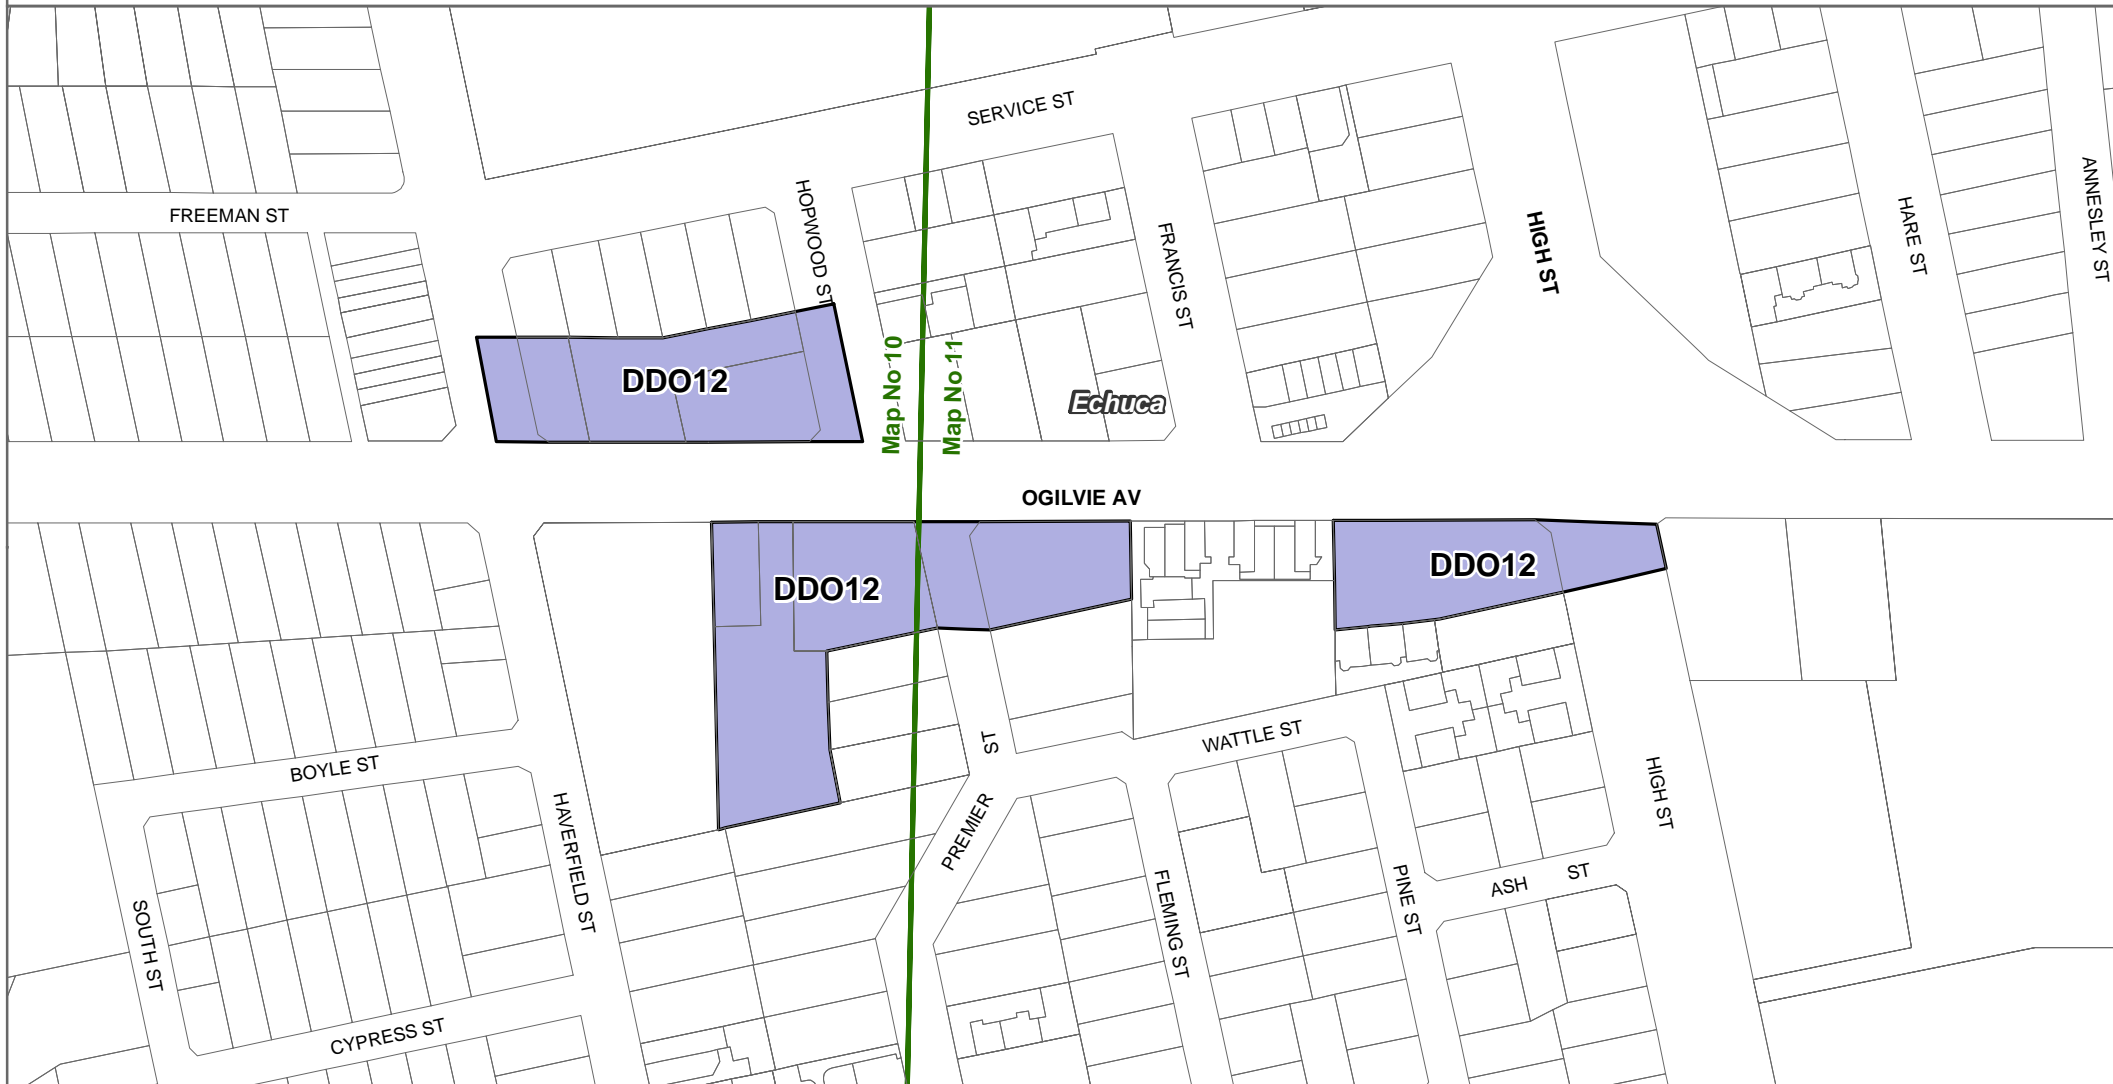 SERVICE ST
FREEMAN ST
HOPWOOD ST
FRANCIS ST
HIGH ST
HARE ST
ANNESLEY ST
DDO12
Map No 10
Map No 11
Echuca
OGILVIE AV
DDO12
DDO12
BOYLE ST
HAVERFIELD ST
SOUTH ST
CYPRESS ST
PREMIER ST
WATTLE ST
FLEMING ST
PINE ST
ASH ST
HIGH ST